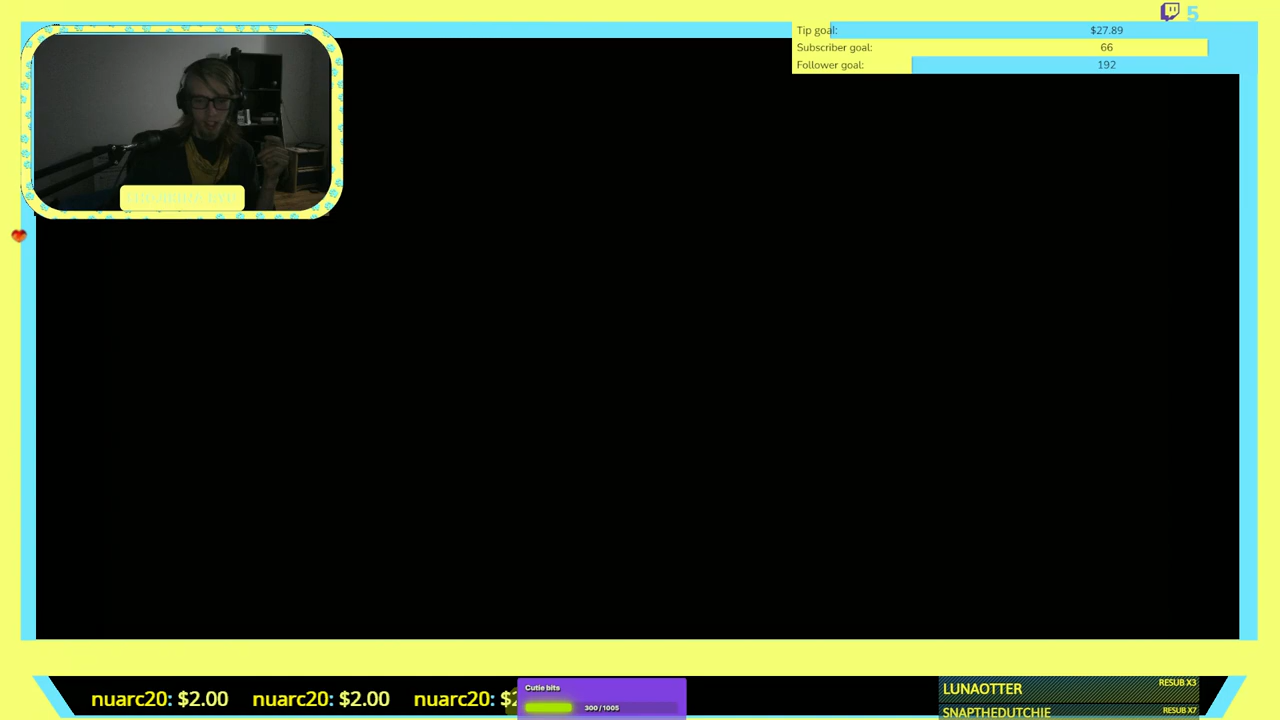 5
Tip goal: $27.89
Subscriber goal: 66
Follower goal: 192
nuarc20: $2.00 nuarc20: $2.00 nuarc20:
Cutie bits
300 / 1005
LUNAOTTER RESUB X3
SNAPTHEDUTCHIE RESUB X7